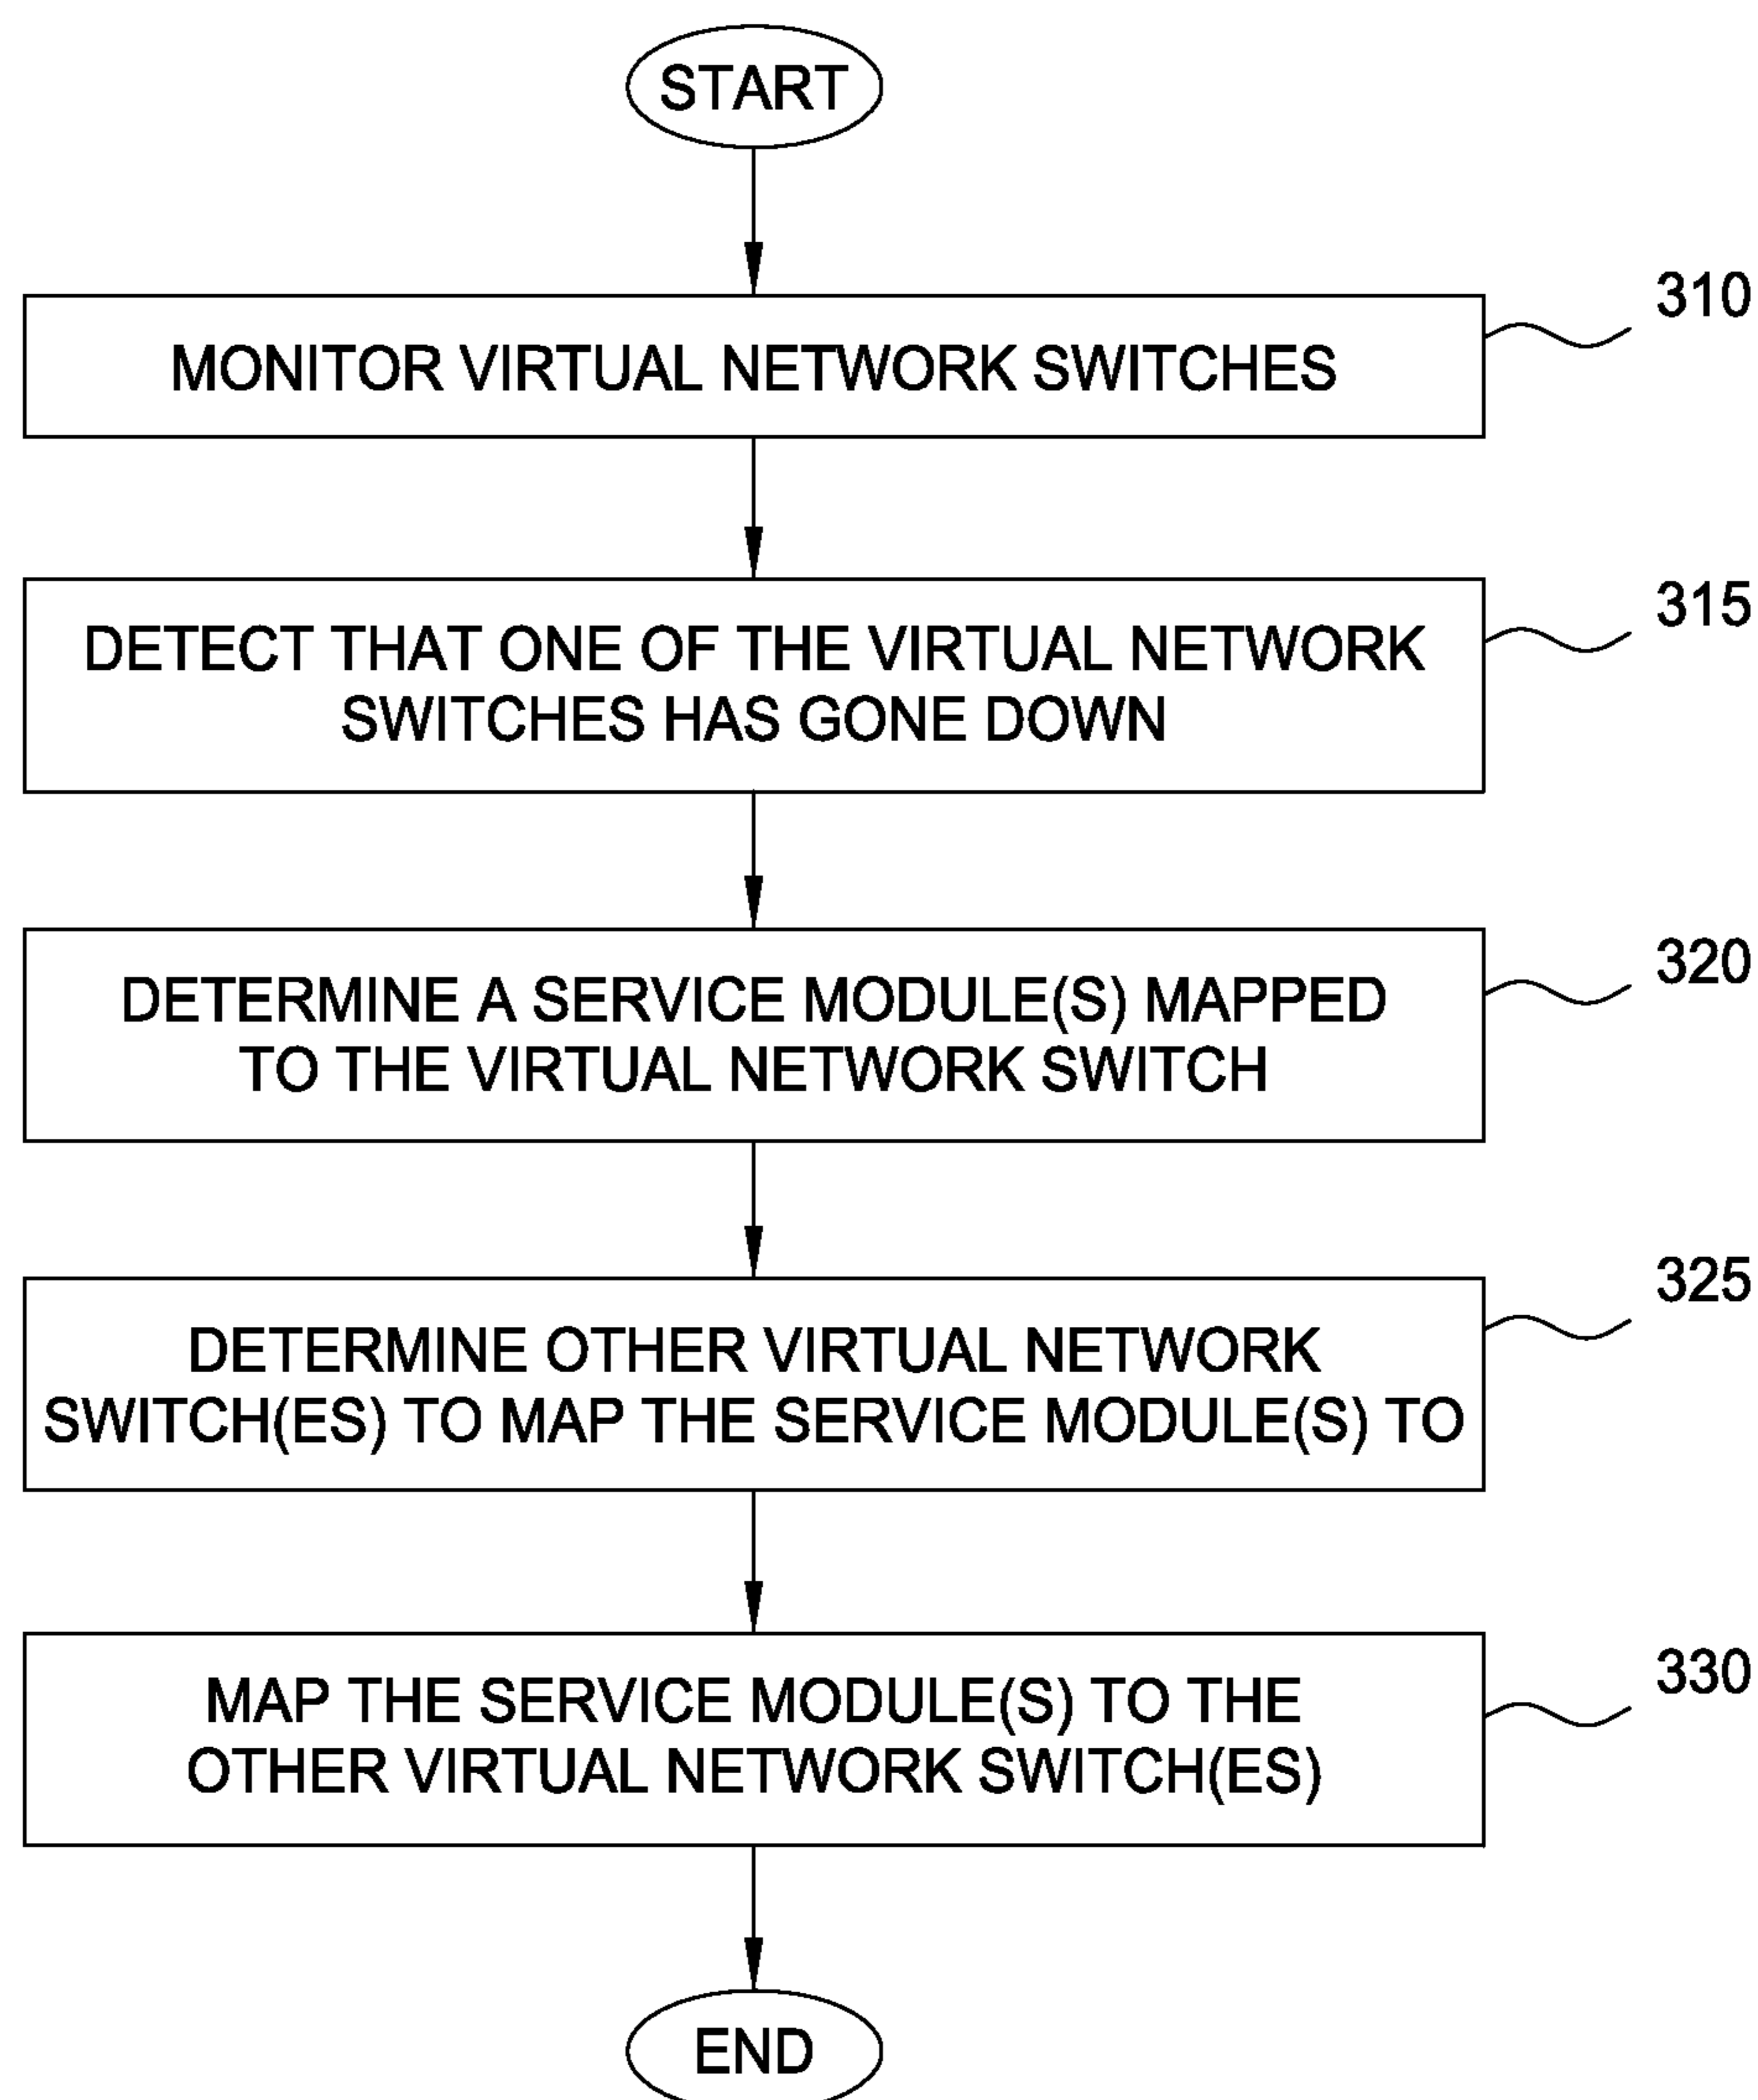 START
310
MONITOR VIRTUAL NETWORK SWITCHES
315
DETECT THAT ONE OF THE VIRTUAL NETWORK
SWITCHES HAS GONE DOWN
320
DETERMINE A SERVICE MODULE(S) MAPPED
TO THE VIRTUAL NETWORK SWITCH
325
DETERMINE OTHER VIRTUAL NETWORK
SWITCH(ES) TO MAP THE SERVICE MODULE(S) TO
330
MAP THE SERVICE MODULE(S) TO THE
OTHER VIRTUAL NETWORK SWITCH(ES)
END